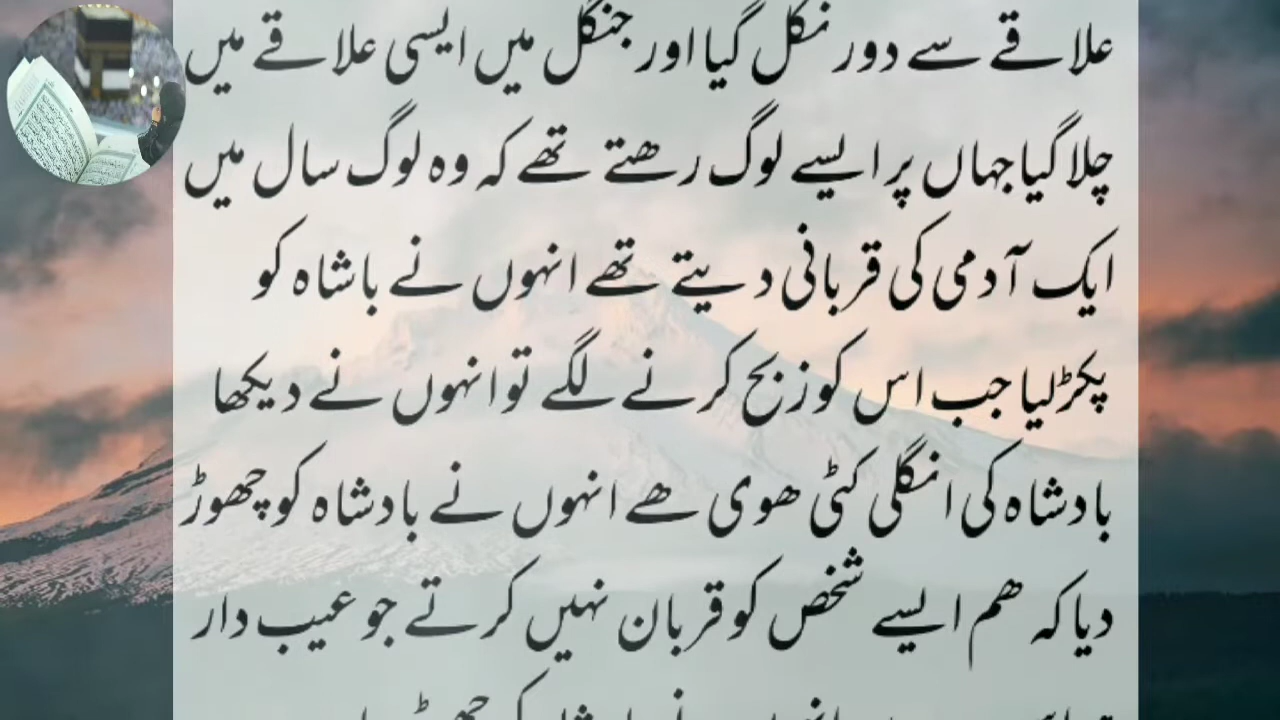 علاقے سے دور نکل گیا اور جنگل میں ایسی علاقے میں
چلا گیا جہاں پر ایسے لوگ رھتے تھے کہ وہ لوگ سال میں
ایک آدمی کی قربانی دیتے تھے انہوں نے باشاہ کو
پکڑلیا جب اس کو زبح کرنے لگے تو انہوں نے دیکھا
بادشاہ کی انگلی کٹی ھوی ھے انہوں نے بادشاہ کو چھوڑ
دیا کہ ھم ایسے شخص کو قربان نہیں کرتے جو عیب دار